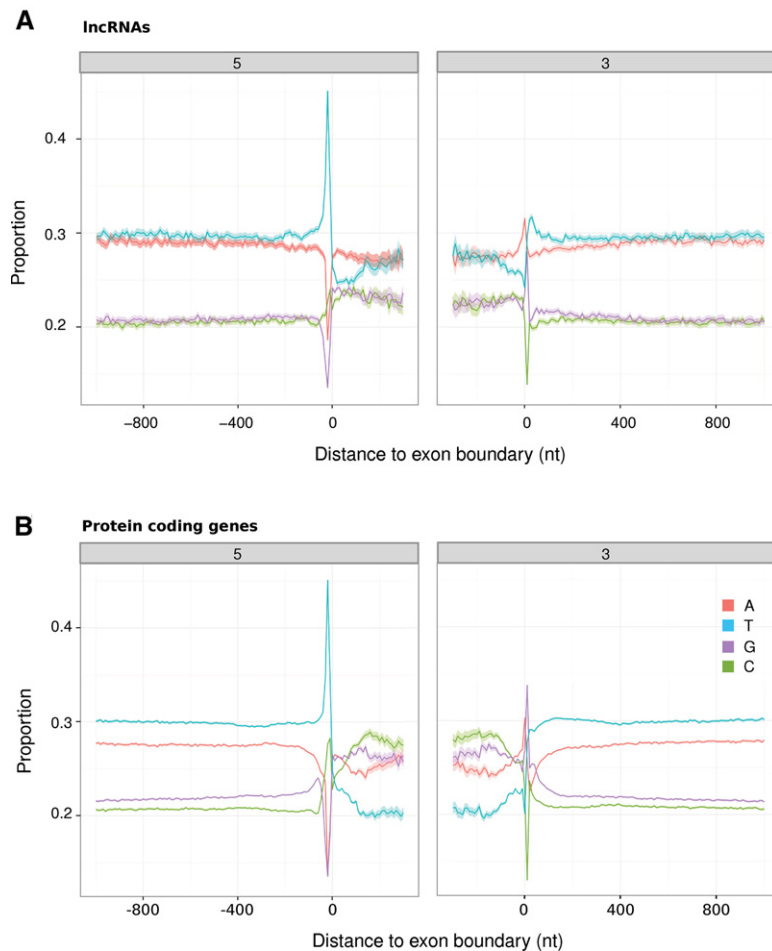 A
lncRNAs
5
3
0.4
0.3
0.2
Proportion
−800
−400
0
0
400
800
Distance to exon boundary (nt)
B
Protein coding genes
5
3
0.4
0.3
0.2
Proportion
A
T
G
C
-800
-400
0
0
400
800
Distance to exon boundary (nt)